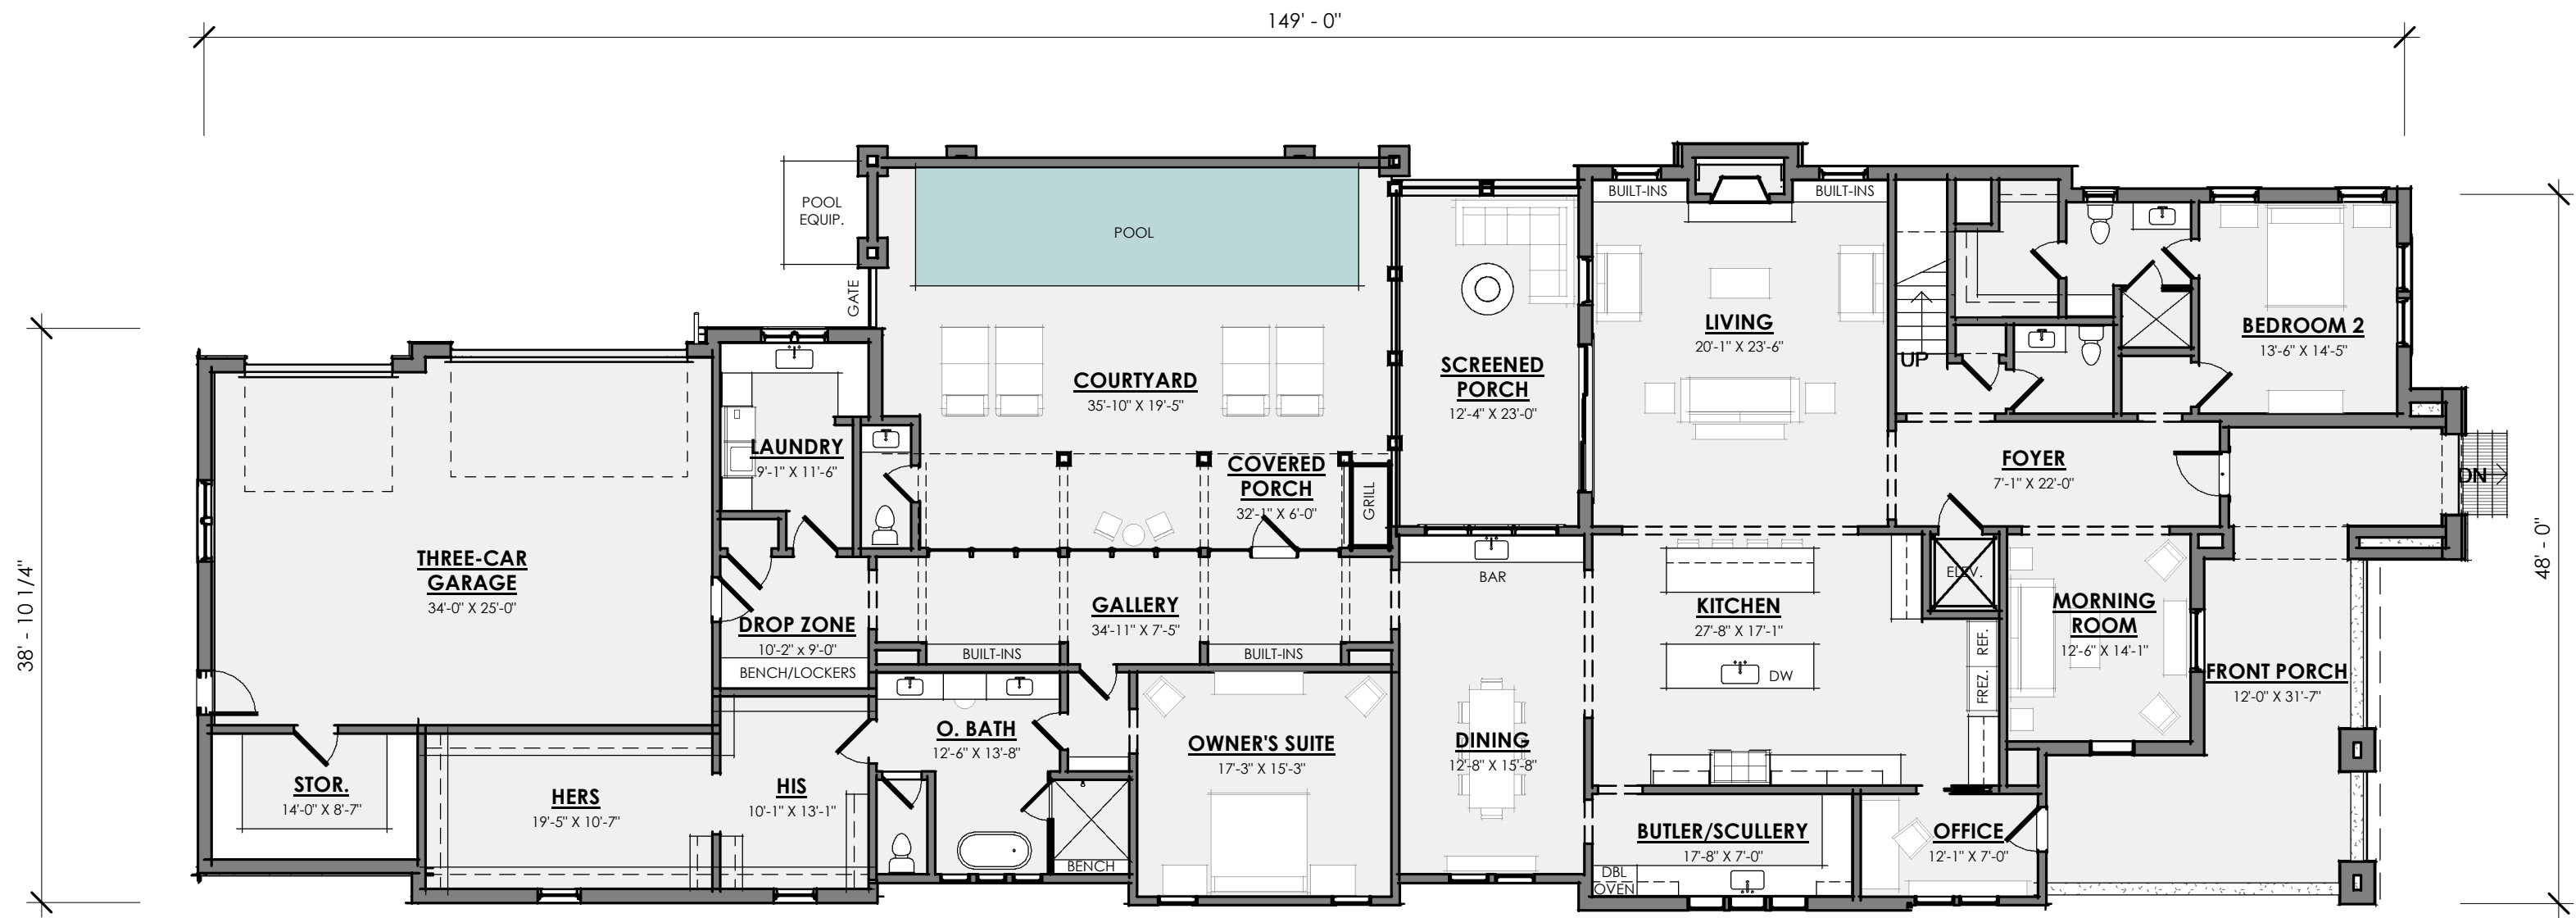 149' - 0"
POOL
EQUIP.
GATE
POOL
BUILT-INS
BUILT-INS
COURTYARD
35'-10" X 19'-5"
SCREENED
PORCH
12'-4" X 23'-0"
LIVING
20'-1" X 23'-6"
UP
BEDROOM 2
13'-6" X 14'-5"
LAUNDRY
9'-1" X 11'-6"
COVERED
PORCH
32'-1" X 6'-0"
GRILL
FOYER
7'-1" X 22'-0"
DN
38' - 10 1/4"
48' - 0"
THREE-CAR
GARAGE
34'-0" X 25'-0"
DROP ZONE
10'-2" x 9'-0"
BENCH/LOCKERS
GALLERY
34'-11" X 7'-5"
BUILT-INS
BUILT-INS
BAR
KITCHEN
27'-8" X 17'-1"
DW
ELEV.
REF.
FREZ.
MORNING
ROOM
12'-6" X 14'-1"
FRONT PORCH
12'-0" X 31'-7"
STOR.
14'-0" X 8'-7"
HERS
19'-5" X 10'-7"
HIS
10'-1" X 13'-1"
O. BATH
12'-6" X 13'-8"
BENCH
OWNER'S SUITE
17'-3" X 15'-3"
DINING
12'-8" X 15'-8"
BUTLER/SCULLERY
17'-8" X 7'-0"
DBL
OVEN
OFFICE
12'-1" X 7'-0"